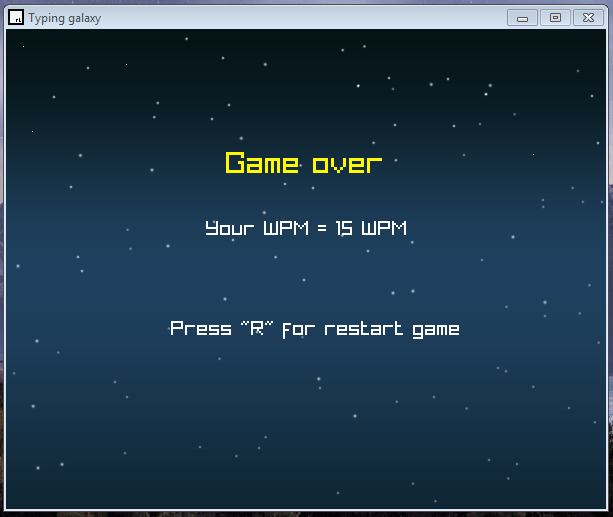 Typing galaxy
Game over
Your WPM = 15 WPM
Press "R" for restart game